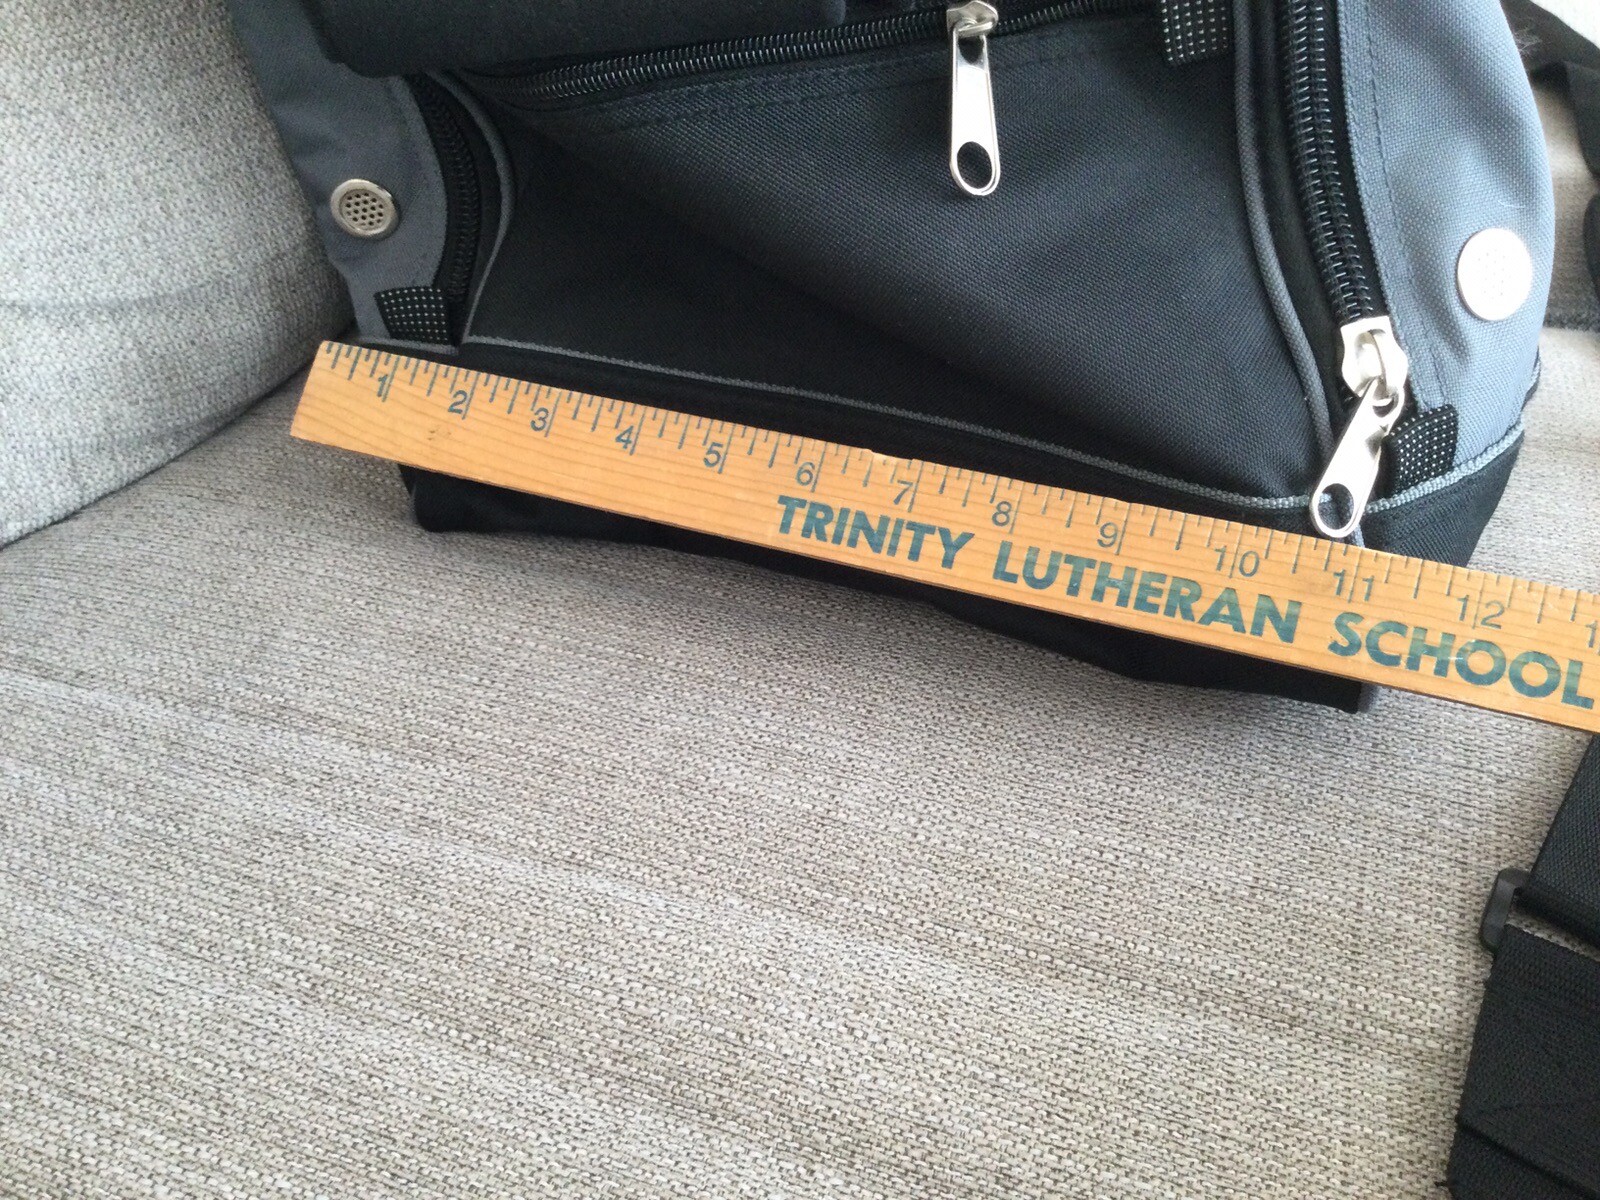 1 2 3 4 5 6 7 8 9 10 11 12
TRINITY LUTHERAN SCHOOL